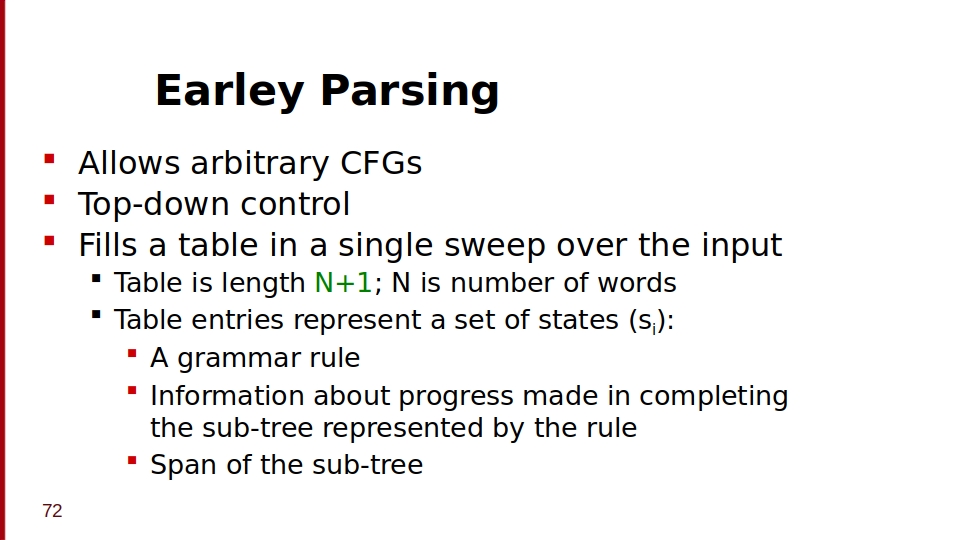 Earley Parsing
Allows arbitrary CFGs
Top-down control
Fills a table in a single sweep over the input
Table is length N+1; N is number of words
Table entries represent a set of states (si):
A grammar rule
Information about progress made in completing
the sub-tree represented by the rule
Span of the sub-tree
72